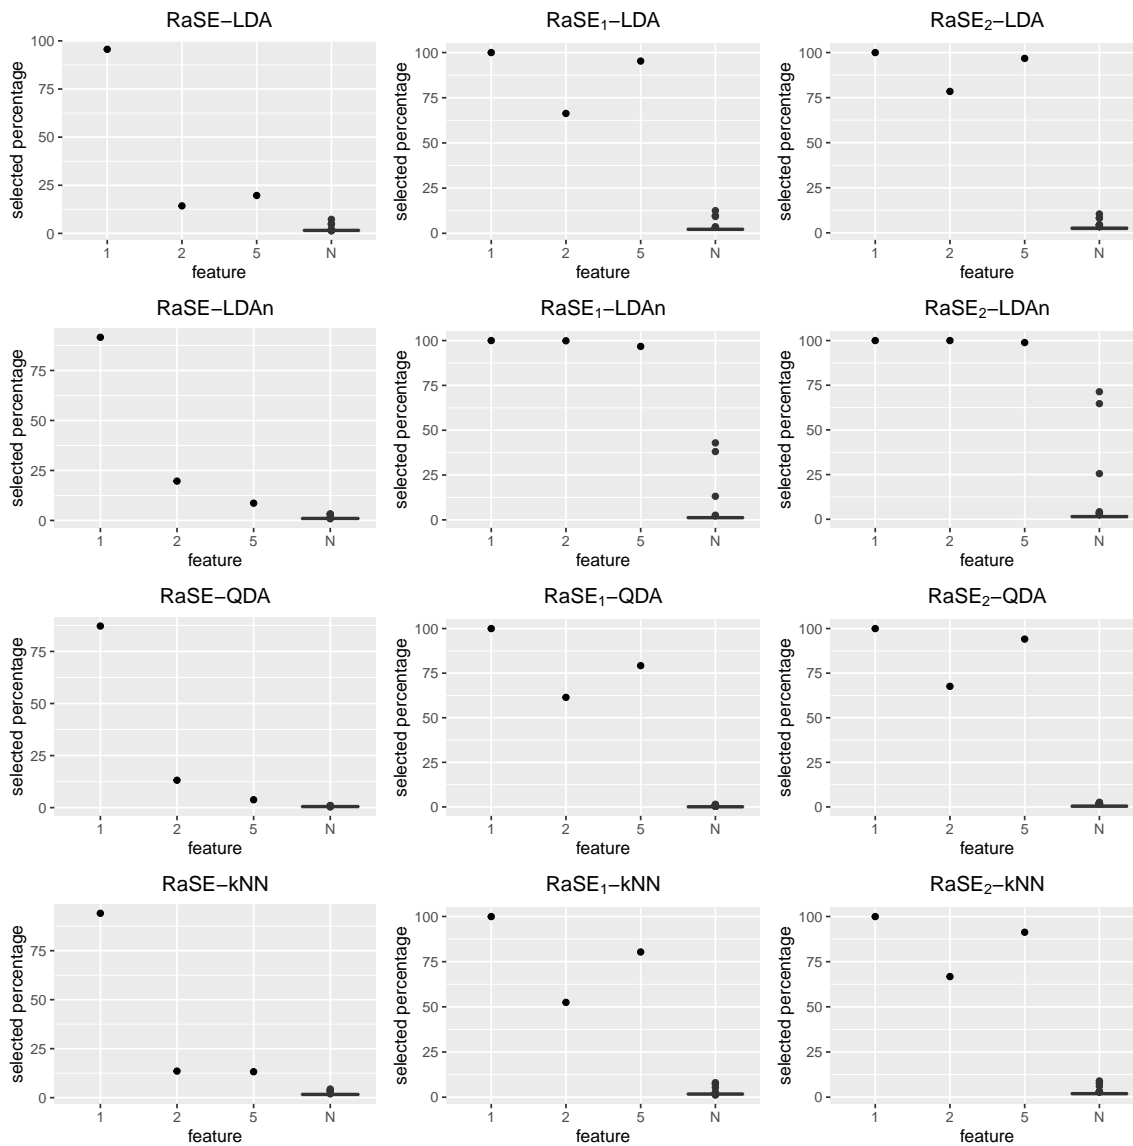 RaSE−LDA
RaSE₁−LDA
RaSE₂−LDA
selected percentage
100
75
50
25
0
1 2 5 N
feature
selected percentage
100
75
50
25
0
1 2 5 N
feature
selected percentage
100
75
50
25
0
1 2 5 N
feature
RaSE−LDAn
RaSE₁−LDAn
RaSE₂−LDAn
selected percentage
75
50
25
0
1 2 5 N
feature
selected percentage
100
75
50
25
0
1 2 5 N
feature
selected percentage
100
75
50
25
0
1 2 5 N
feature
RaSE−QDA
RaSE₁−QDA
RaSE₂−QDA
selected percentage
75
50
25
0
1 2 5 N
feature
selected percentage
100
75
50
25
0
1 2 5 N
feature
selected percentage
100
75
50
25
0
1 2 5 N
feature
RaSE−kNN
RaSE₁−kNN
RaSE₂−kNN
selected percentage
75
50
25
0
1 2 5 N
feature
selected percentage
100
75
50
25
0
1 2 5 N
feature
selected percentage
100
75
50
25
0
1 2 5 N
feature